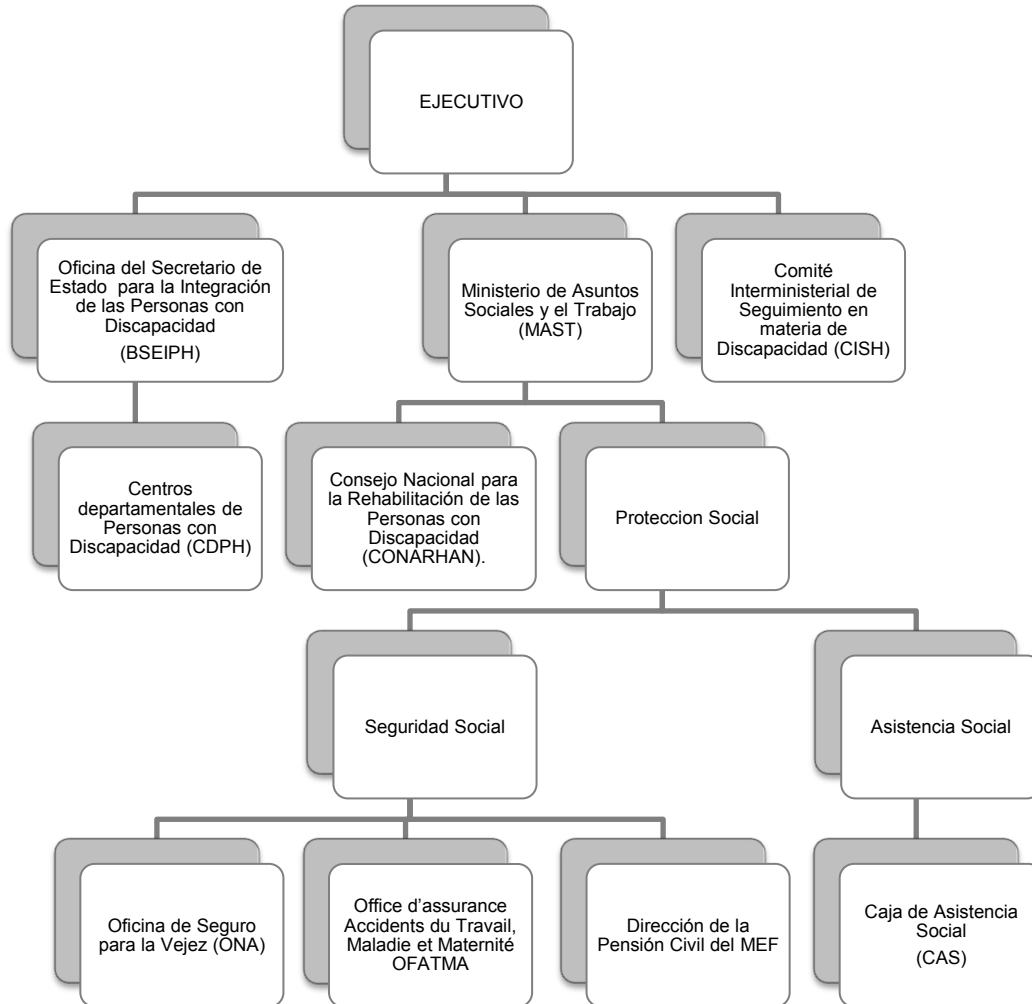 EJECUTIVO
Oficina del Secretario de
Estado para la Integración
de las Personas con
Discapacidad
(BSEIPH)
Ministerio de Asuntos
Sociales y el Trabajo
(MAST)
Comité
Interministerial de
Seguimiento en
materia de
Discapacidad (CISH)
Centros
departamentales de
Personas con
Discapacidad (CDPH)
Consejo Nacional para
la Rehabilitación de las
Personas con
Discapacidad
(CONARHAN).
Proteccion Social
Seguridad Social
Asistencia Social
Oficina de Seguro
para la Vejez (ONA)
Office d’assurance
Accidents du Travail,
Maladie et Maternité
OFATMA
Dirección de la
Pensión Civil del MEF
Caja de Asistencia
Social
(CAS)